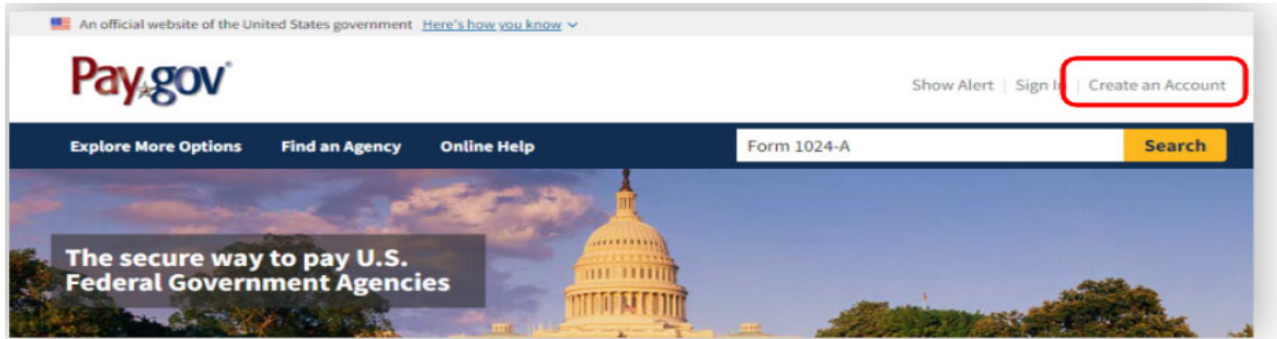 An official website of the United States government Here's how you know
Pay.gov
Show Alert | Sign In | Create an Account
Explore More Options Find an Agency Online Help Form 1024-A Search
The secure way to pay U.S.
Federal Government Agencies